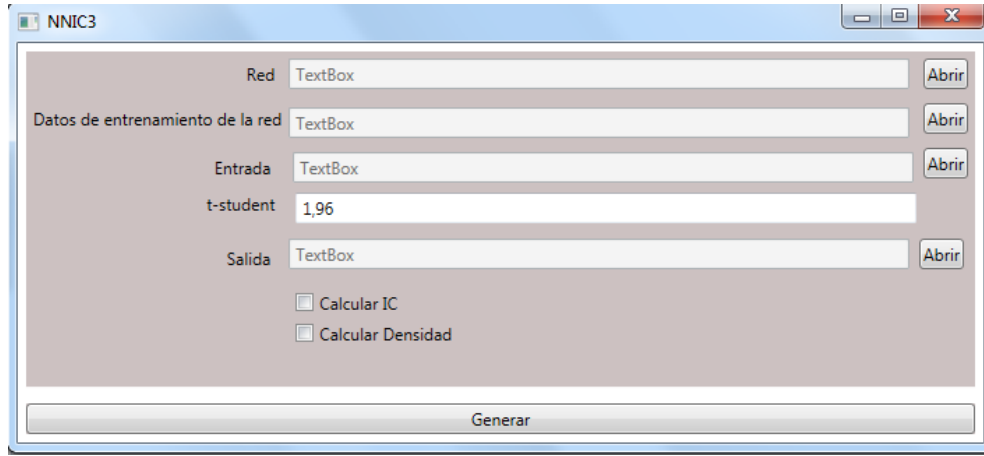 NNIC3
Red TextBox Abrir
Datos de entrenamiento de la red TextBox Abrir
Entrada TextBox Abrir
t-student 1,96
Salida TextBox Abrir
Calcular IC
Calcular Densidad
Generar